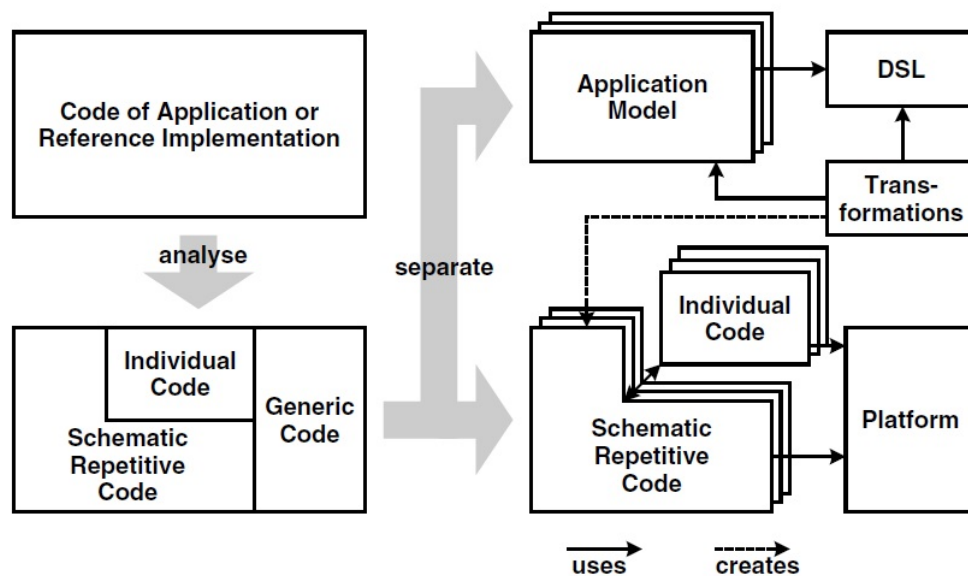 Code of Application or
Reference Implementation
analyse
Individual
Code
Schematic
Repetitive
Code
Generic
Code
separate
Application
Model
DSL
Trans-
formations
Individual
Code
Schematic
Repetitive
Code
Platform
uses
creates